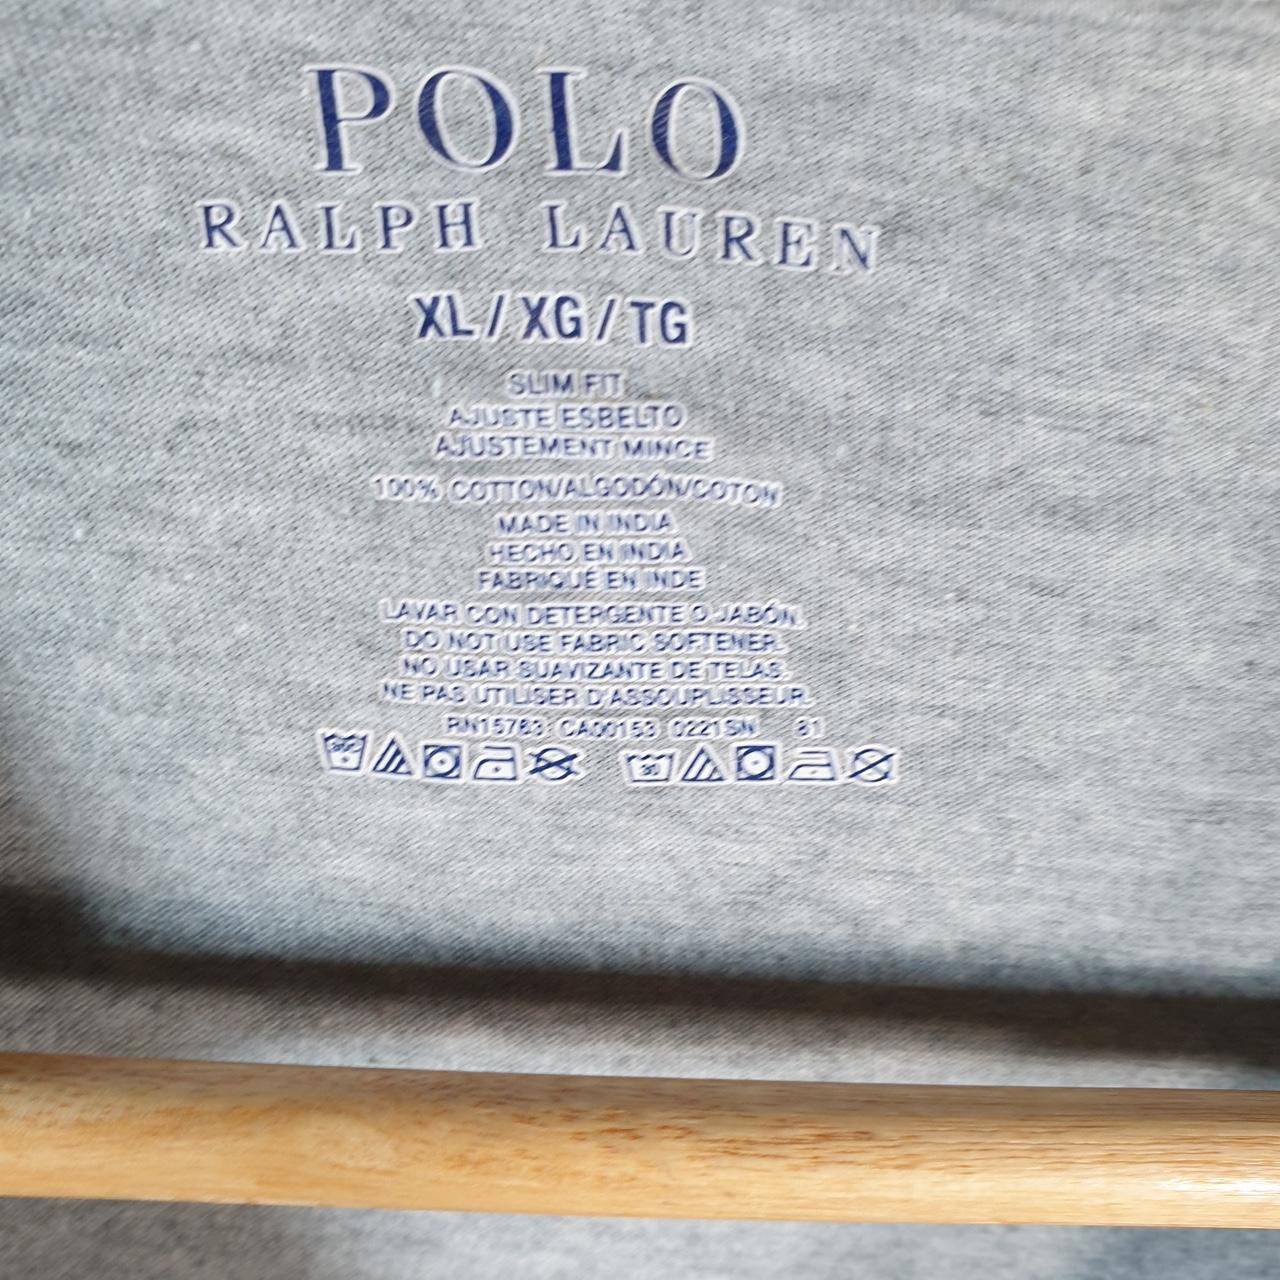 POLO
RALPH LAUREN
XL / XG / TG
SLIM FIT
AJUSTE ESBELTO
AJUSTEMENT MINCE
100% COTTON/ALGODÓN/COTON
MADE IN INDIA
HECHO EN INDIA
FABRIQUÉ EN INDE
LAVAR CON DETERGENTE O JABÓN.
DO NOT USE FABRIC SOFTENER.
NO USAR SUAVIZANTE DE TELAS.
NE PAS UTILISER D'ASSOUPLISSEUR.
RN15763 CA00153 0221SN